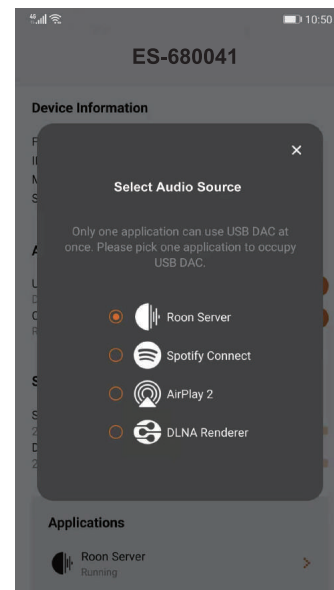 10:50
ES-680041
Device Information
Select Audio Source
Only one application can use USB DAC at
once. Please pick one application to occupy
USB DAC.
Roon Server
Spotify Connect
AirPlay 2
DLNA Renderer
Applications
Roon Server
Running